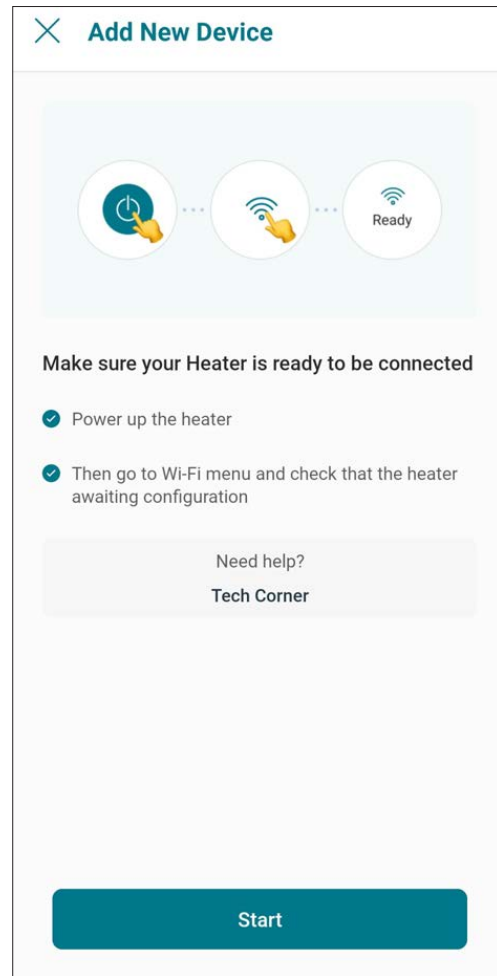 Add New Device
Ready
Make sure your Heater is ready to be connected
Power up the heater
Then go to Wi-Fi menu and check that the heater
awaiting configuration
Need help?
Tech Corner
Start